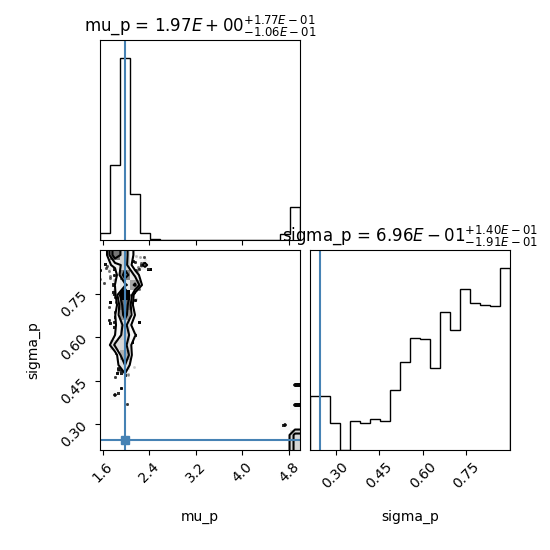 mu_p = 1.97E+00+1.77E−01−1.06E−01
sigma_p = 6.96E−01+1.40E−01−1.91E−01
sigma_p
0.75
0.60
0.45
0.30
1.6 2.4 3.2 4.0 4.8
0.30 0.45 0.60 0.75
mu_p
sigma_p